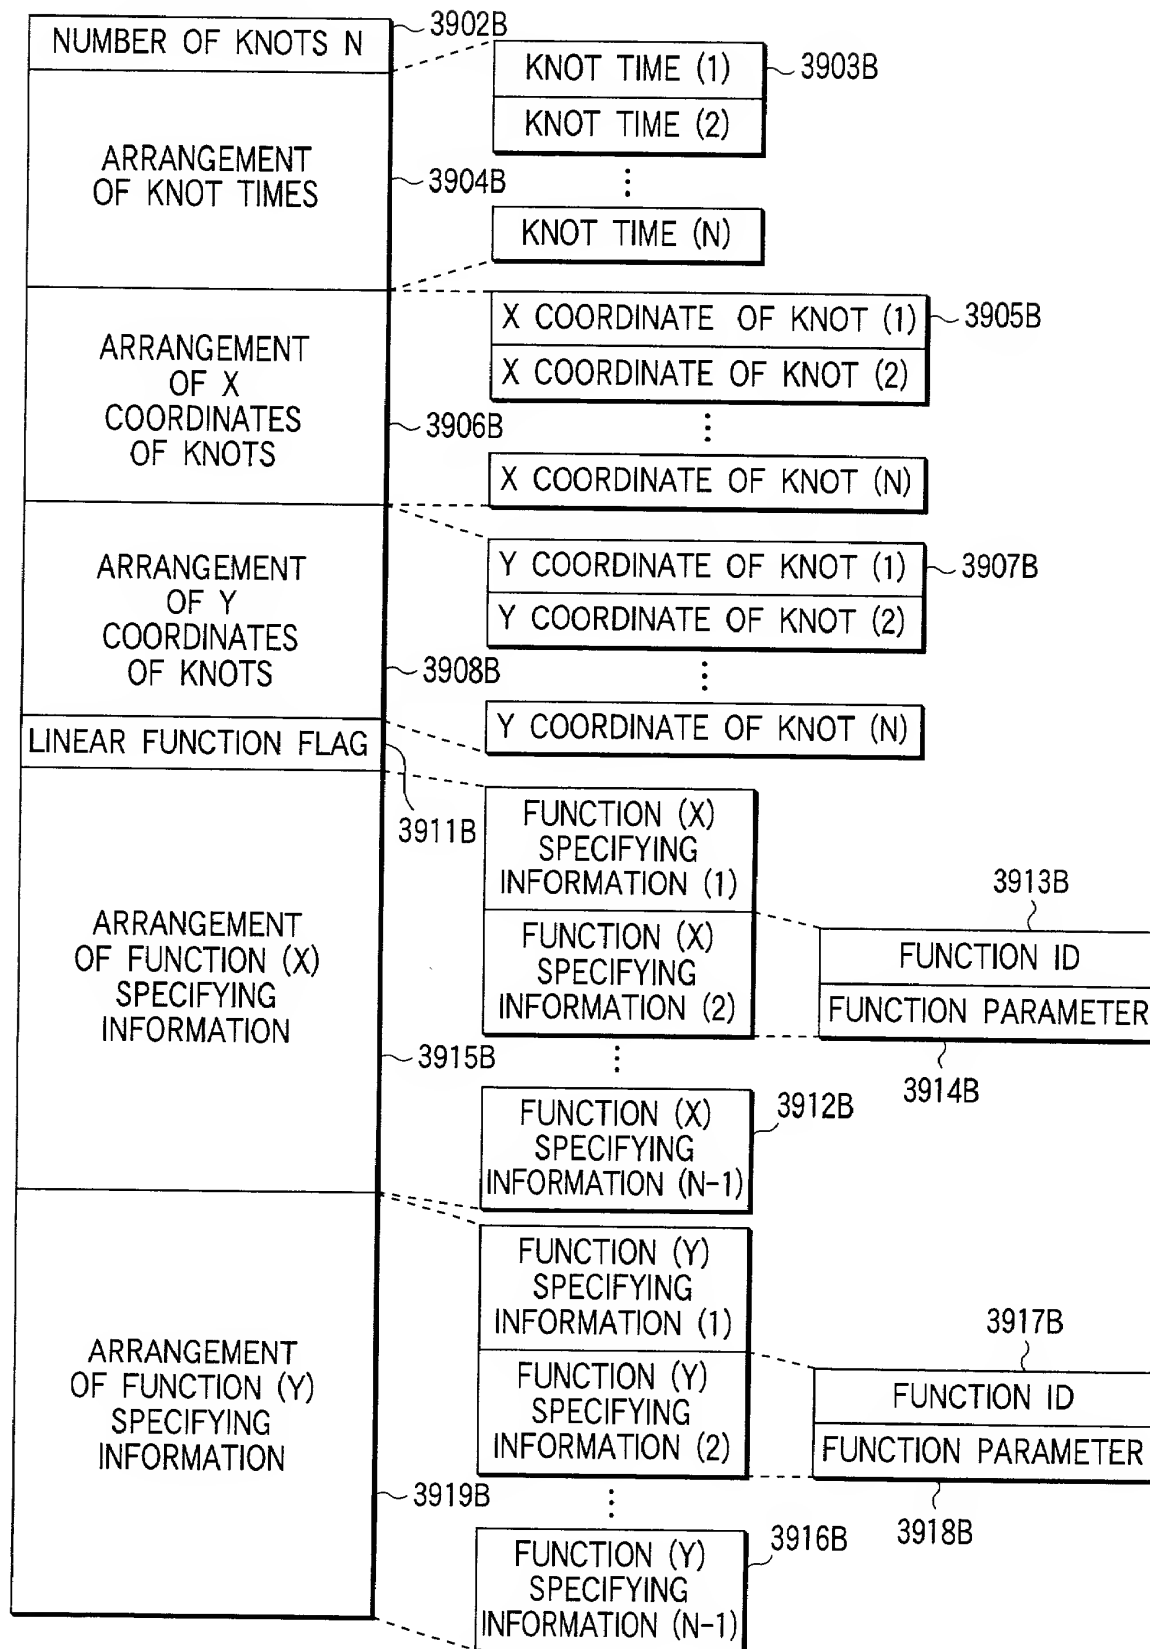 NUMBER OF KNOTS N
3902B
KNOT TIME (1)
3903B
KNOT TIME (2)
ARRANGEMENT
OF KNOT TIMES
3904B
KNOT TIME (N)
X COORDINATE OF KNOT (1)
3905B
X COORDINATE OF KNOT (2)
ARRANGEMENT
OF X
COORDINATES
OF KNOTS
3906B
X COORDINATE OF KNOT (N)
Y COORDINATE OF KNOT (1)
3907B
Y COORDINATE OF KNOT (2)
ARRANGEMENT
OF Y
COORDINATES
OF KNOTS
3908B
Y COORDINATE OF KNOT (N)
LINEAR FUNCTION FLAG
3911B
FUNCTION (X)
SPECIFYING
INFORMATION (1)
3913B
FUNCTION (X)
SPECIFYING
INFORMATION (2)
FUNCTION ID
FUNCTION PARAMETER
3914B
ARRANGEMENT
OF FUNCTION (X)
SPECIFYING
INFORMATION
3915B
FUNCTION (X)
SPECIFYING
INFORMATION (N-1)
3912B
FUNCTION (Y)
SPECIFYING
INFORMATION (1)
3917B
FUNCTION (Y)
SPECIFYING
INFORMATION (2)
FUNCTION ID
FUNCTION PARAMETER
3918B
ARRANGEMENT
OF FUNCTION (Y)
SPECIFYING
INFORMATION
3919B
FUNCTION (Y)
SPECIFYING
INFORMATION (N-1)
3916B